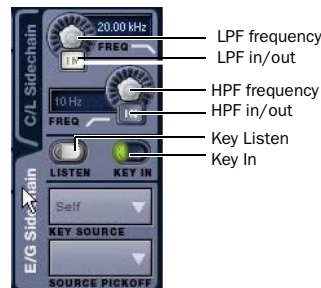 C/L Sidechain
20.00 kHz
FREQ
IN
10 Hz
FREQ
IN
LISTEN
KEY IN
E/G Sidechain
Self
KEY SOURCE
SOURCE PICKOFF
LPF frequency
LPF in/out
HPF frequency
HPF in/out
Key Listen
Key In